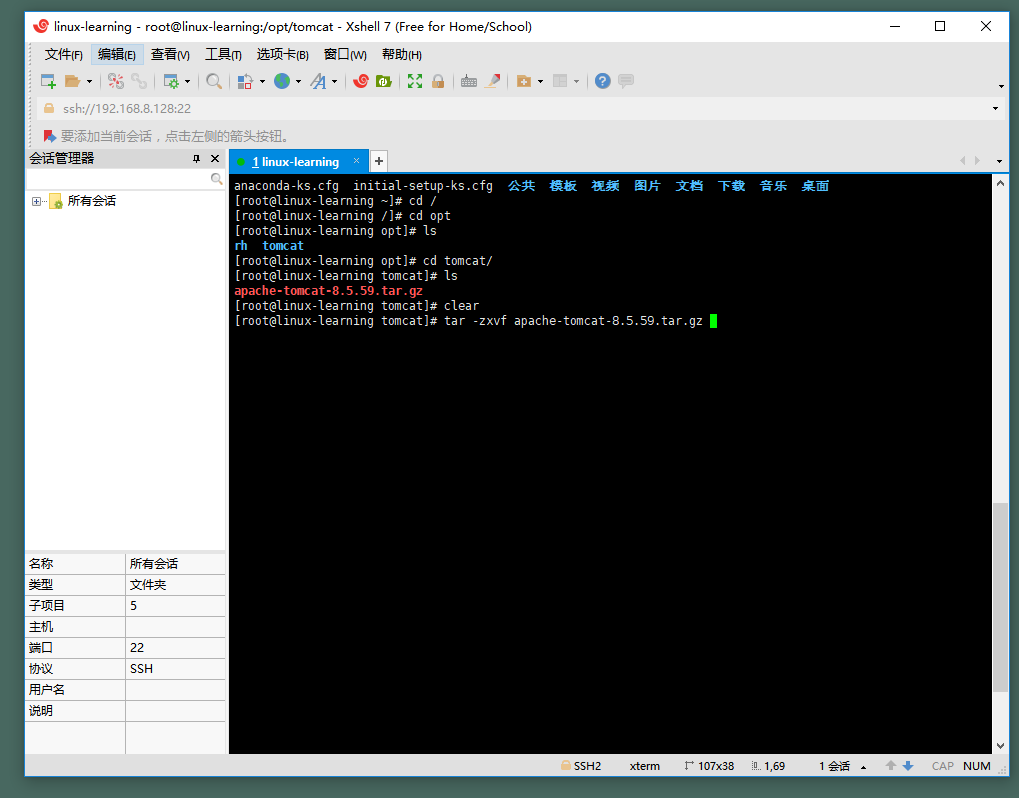 linux-learning - root@linux-learning:/opt/tomcat - Xshell 7 (Free for Home/School)
文件(F) 编辑(E) 查看(V) 工具(T) 选项卡(B) 窗口(W) 帮助(H)
ssh://192.168.8.128:22
要添加当前会话，点击左侧的箭头按钮。
会话管理器
1 linux-learning
所有会话
anaconda-ks.cfg initial-setup-ks.cfg 公共 模板 视频 图片 文档 下载 音乐 桌面
[root@linux-learning ~]# cd /
[root@linux-learning /]# cd opt
[root@linux-learning opt]# ls
rh tomcat
[root@linux-learning opt]# cd tomcat/
[root@linux-learning tomcat]# ls
apache-tomcat-8.5.59.tar.gz
[root@linux-learning tomcat]# clear
[root@linux-learning tomcat]# tar -zxvf apache-tomcat-8.5.59.tar.gz
名称 所有会话
类型 文件夹
子项目 5
主机
端口 22
协议 SSH
用户名
说明
SSH2 xterm 107x38 1,69 1 会话 CAP NUM